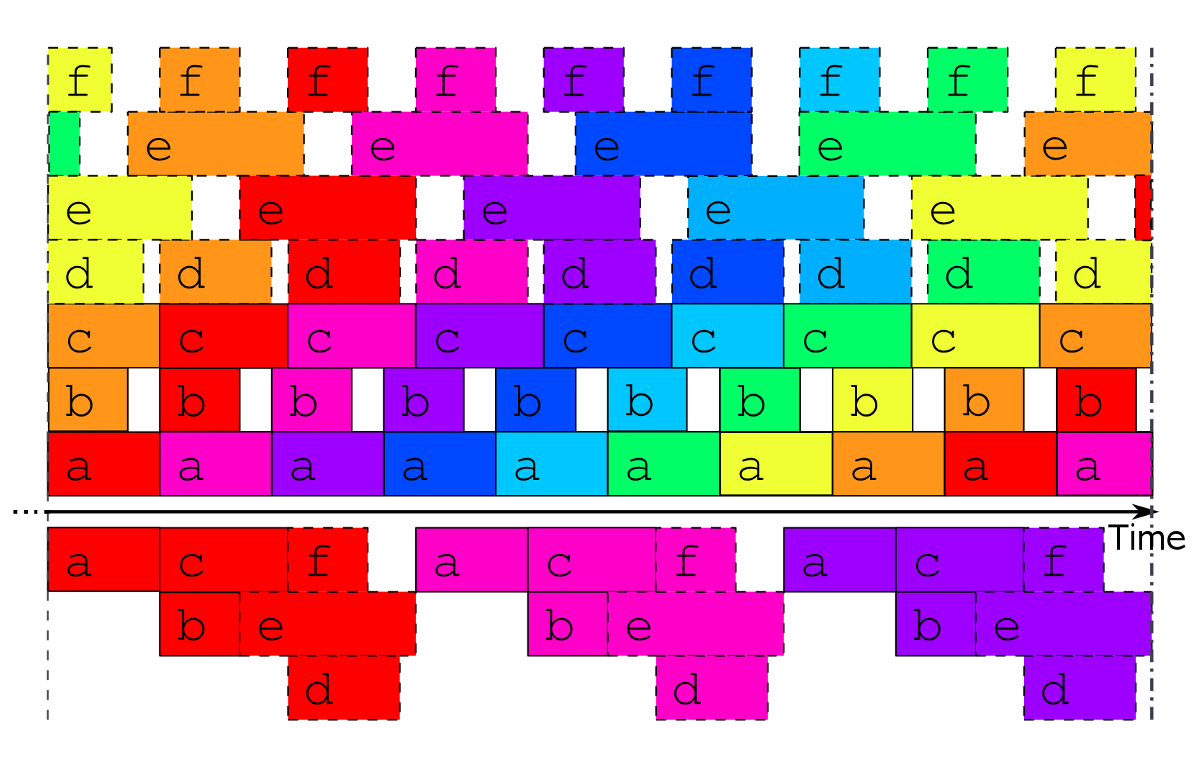 f f f f f f f f f
e e e e e
e e e e e
d d d d d d d d d
c c c c c c c c c
b b b b b b b b b b
a a a a a a a a a a
Time
a c f a c f a c f
b e b e b e
d d d